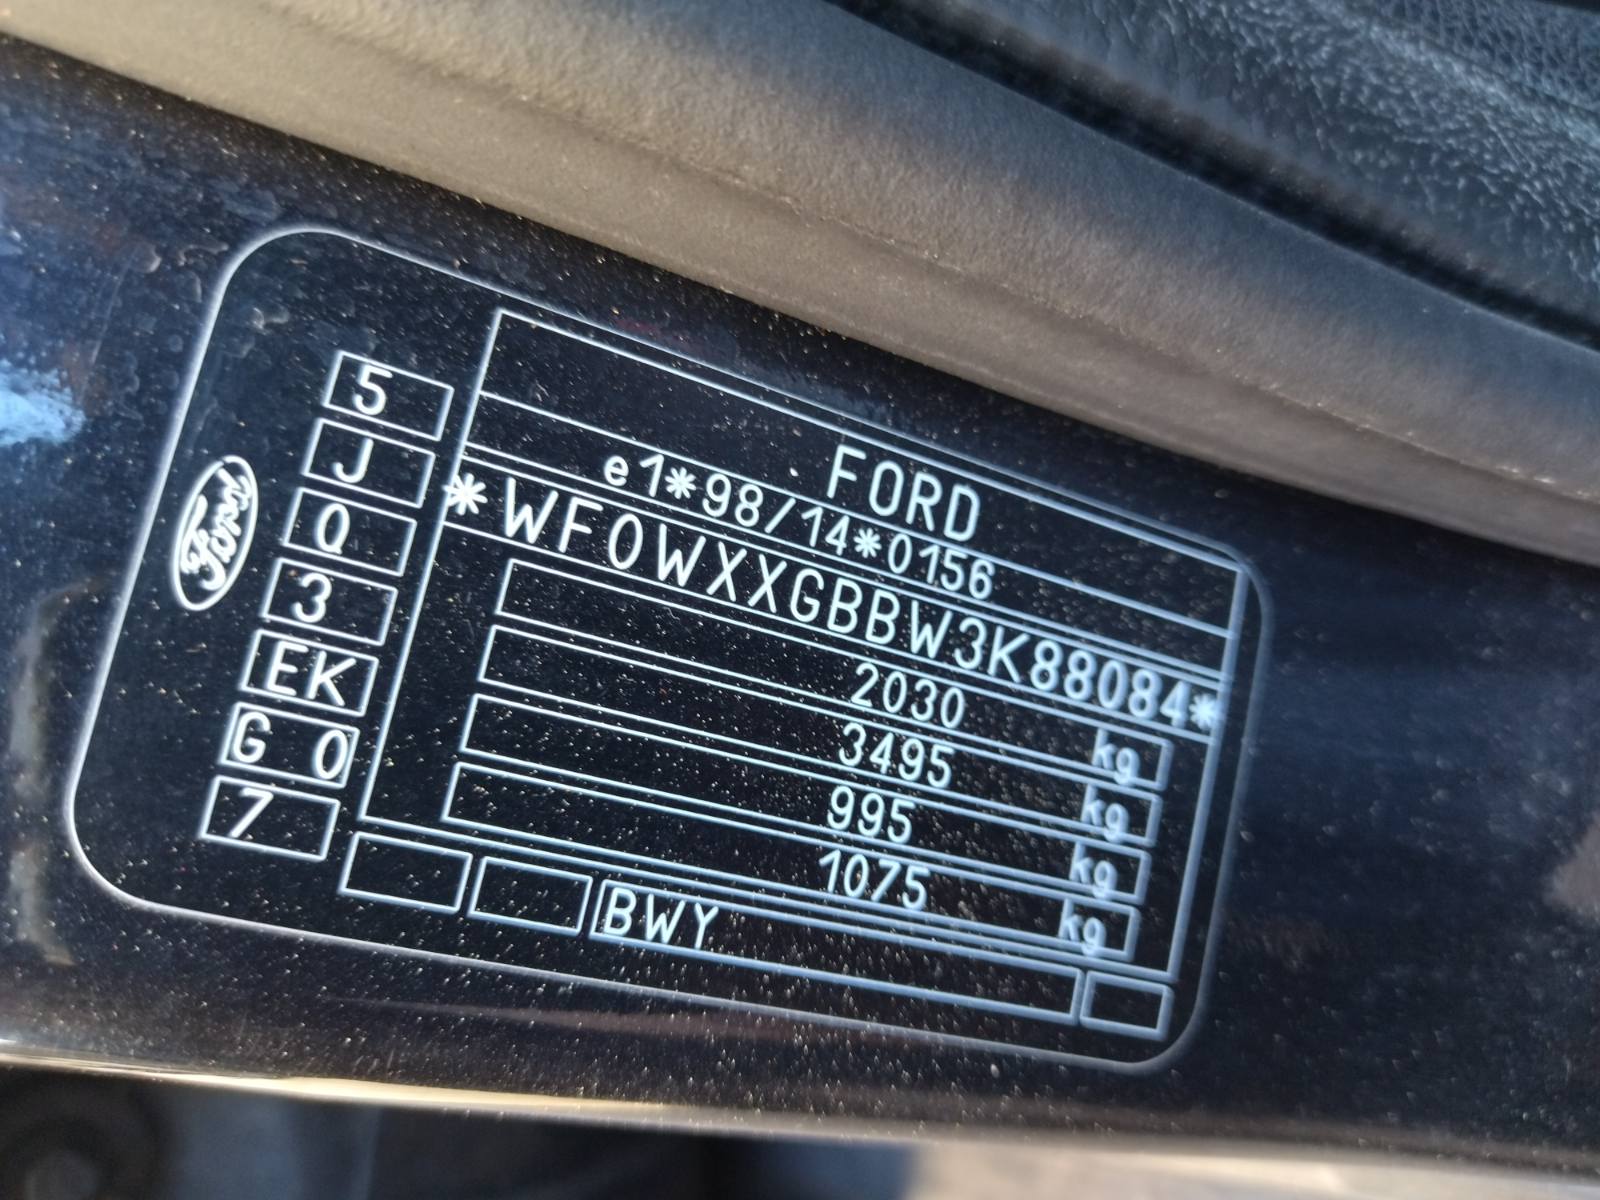 Ford
5
J
Q
3
EK
G 0
7
FORD
e1*98/14*0156
*WF0WXXGBBW3K88084*
2030 kg
3495 kg
995 kg
1075 kg
BWY